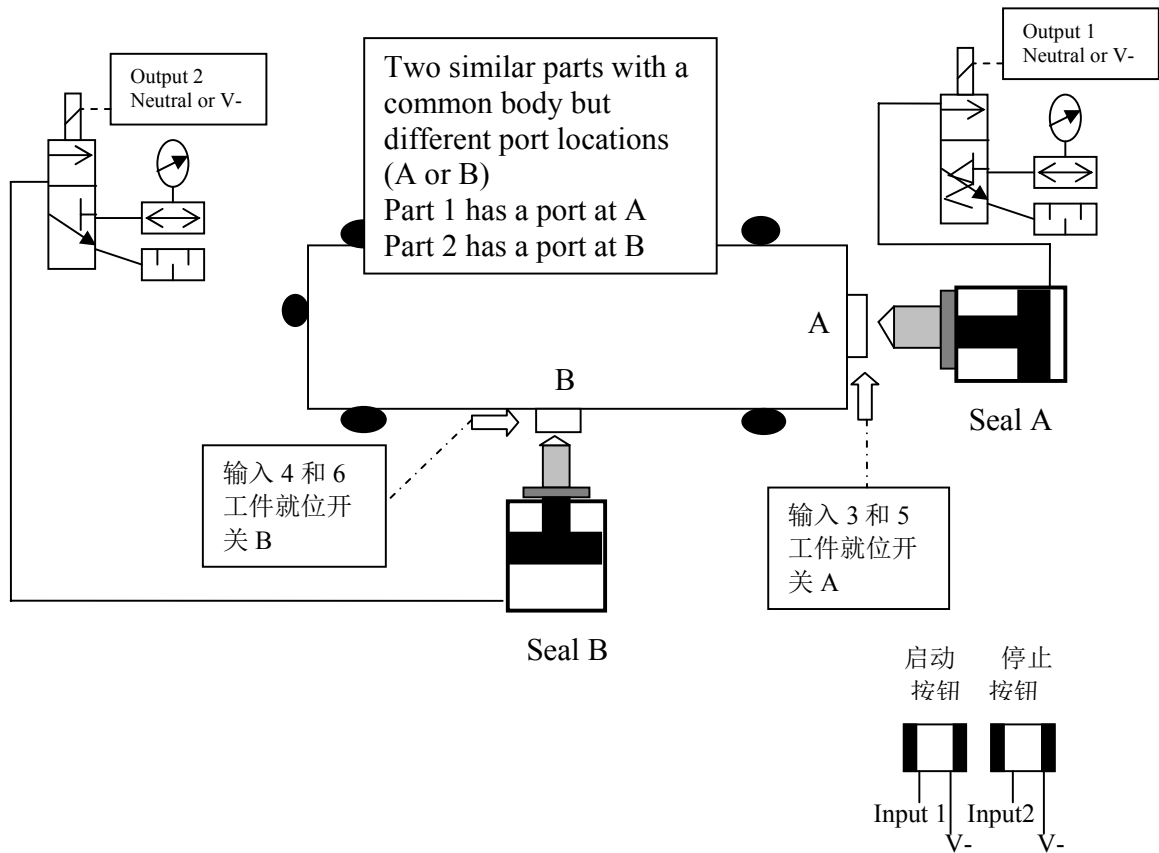 Output 2
Neutral or V-
Two similar parts with a
common body but
different port locations
(A or B)
Part 1 has a port at A
Part 2 has a port at B
Output 1
Neutral or V-
A
B
Seal A
输入 4 和 6
工件就位开
关 B
输入 3 和 5
工件就位开
关 A
Seal B
启动
按钮
停止
按钮
Input 1
V-
Input2
V-